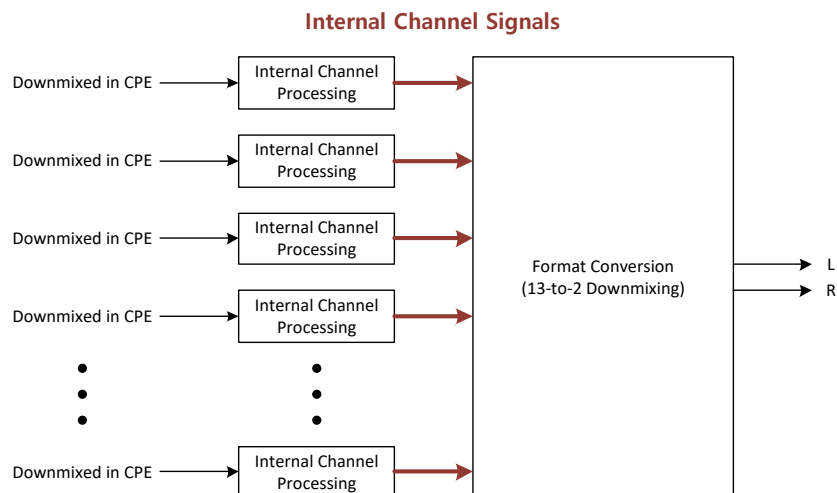 Internal Channel Signals
Downmixed in CPE
Internal Channel
Processing
Downmixed in CPE
Internal Channel
Processing
Downmixed in CPE
Internal Channel
Processing
Downmixed in CPE
Internal Channel
Processing
Downmixed in CPE
Internal Channel
Processing
Format Conversion
(13-to-2 Downmixing)
L
R